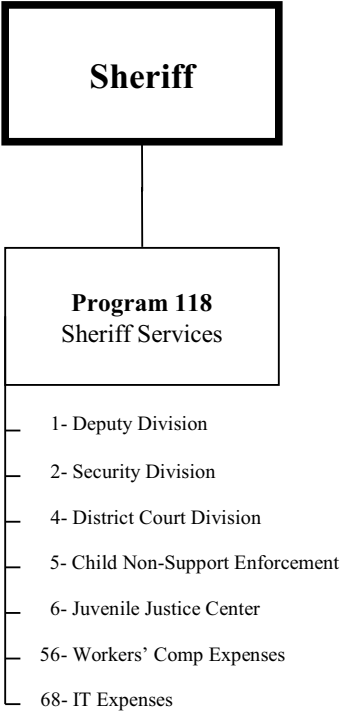 Sheriff
Program 118
Sheriff Services
1- Deputy Division
2- Security Division
4- District Court Division
5- Child Non-Support Enforcement
6- Juvenile Justice Center
56- Workers’ Comp Expenses
68- IT Expenses